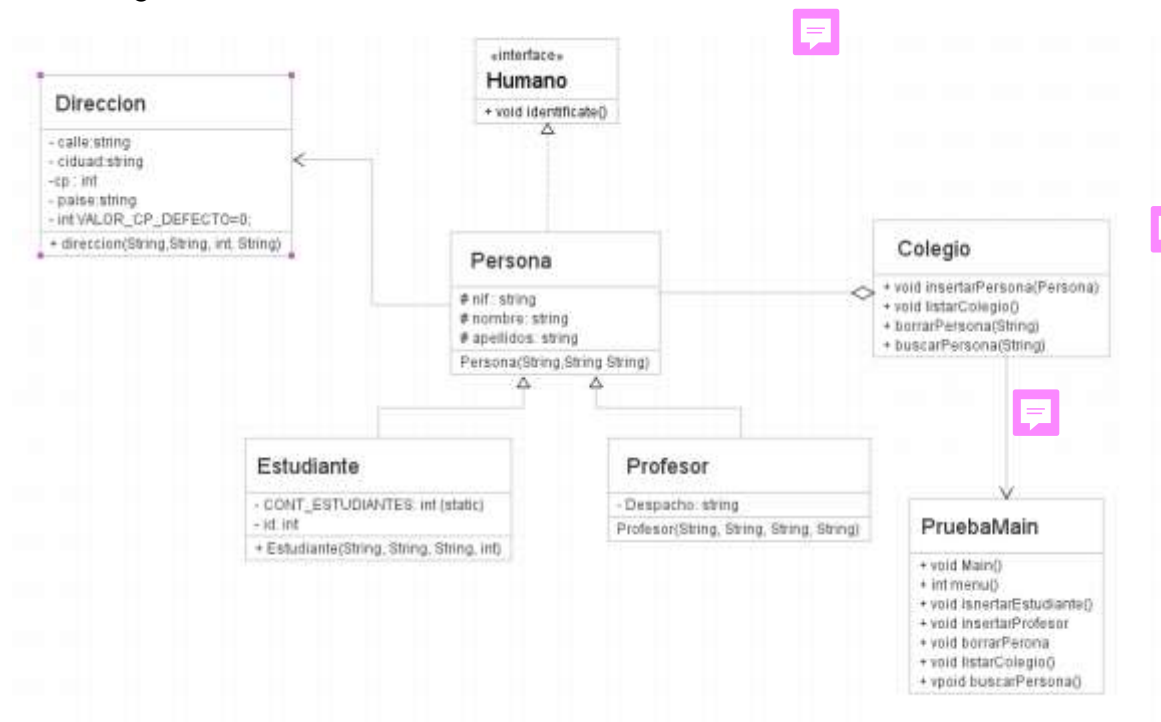 «interface»
Humano
+ void identificate()
Direccion
- calle:string
- ciduad:string
-cp : int
- paise:string
- int VALOR_CP_DEFECTO=0;
+ direccion(String,String, int, String)
Persona
# nif: string
# nombre: string
# apellidos: string
Persona(String,String String)
Colegio
+ void insertarPersona(Persona)
+ void listarColegio()
+ borrarPersona(String)
+ buscarPersona(String)
Estudiante
- CONT_ESTUDIANTES: int (static)
- id: int
+ Estudiante(String, String, String, int)
Profesor
- Despacho: string
Profesor(String, String, String, String)
PruebaMain
+ void Main()
+ int menu()
+ void isnertarEstudiante()
+ void insertarProfesor
+ void borrarPerona
+ void listarColegio()
+ vpoid buscarPersona()